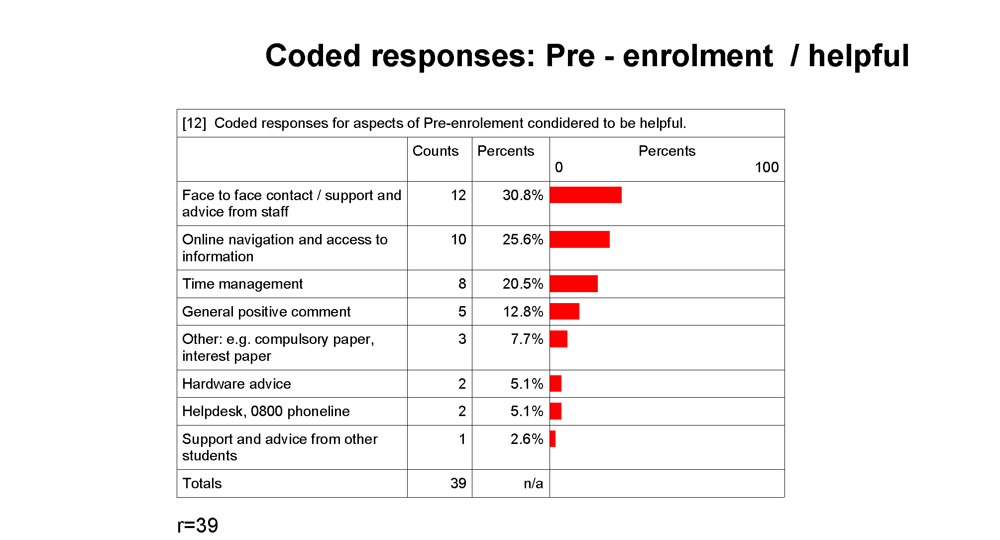 Coded responses: Pre - enrolment / helpful
[12] Coded responses for aspects of Pre-enrolement condidered to be helpful.
Counts Percents Percents
0 100
Face to face contact / support and 12 30.8%
advice from staff
Online navigation and access to 10 25.6%
information
Time management 8 20.5%
General positive comment 5 12.8%
Other: e.g. compulsory paper, 3 7.7%
interest paper
Hardware advice 2 5.1%
Helpdesk, 0800 phoneline 2 5.1%
Support and advice from other 1 2.6%
students
Totals 39 n/a
r=39